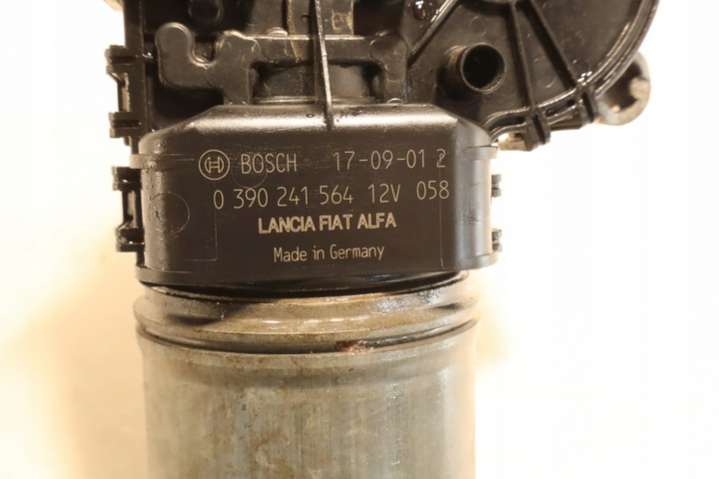 BOSCH 17-09-01 2
0 390 241 564 12V 058
LANCIA FIAT ALFA
Made in Germany